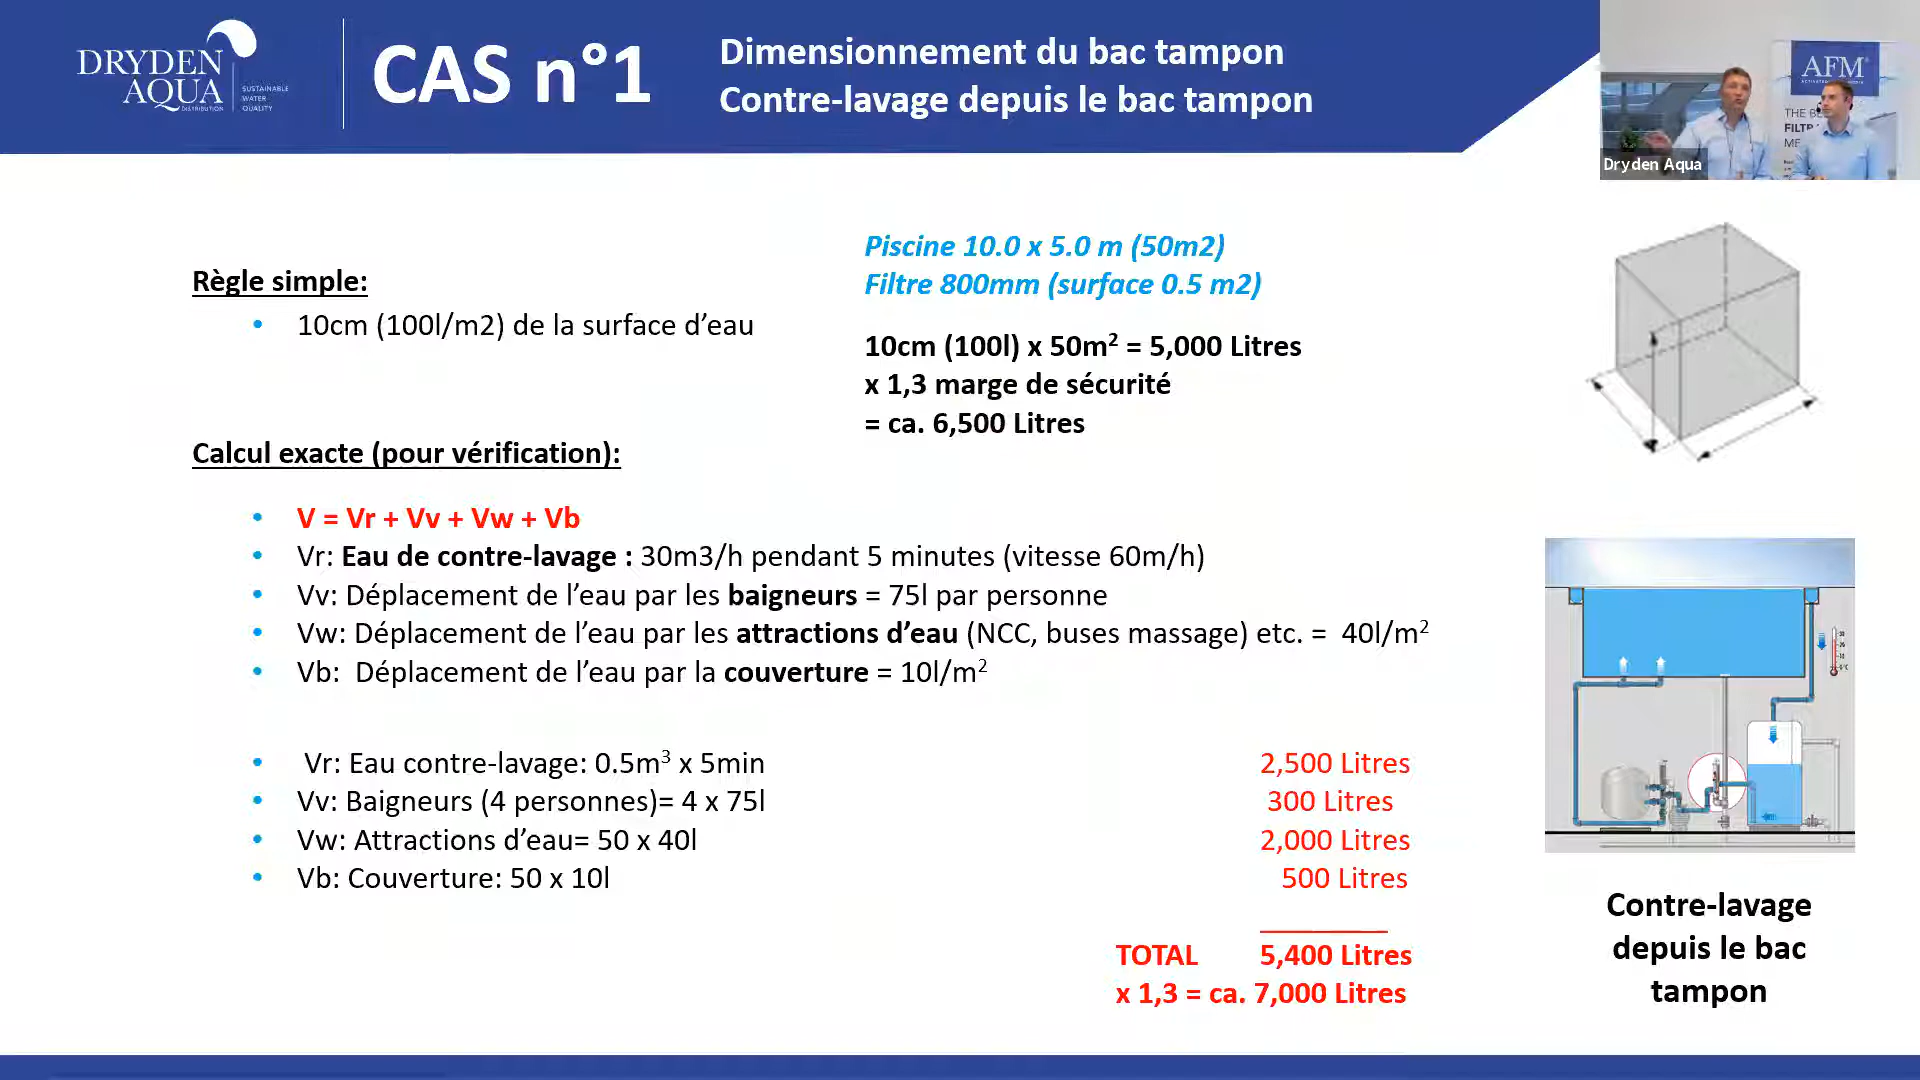 DRYDEN
AQUA
DISTRIBUTION
SUSTAINABLE
WATER
QUALITY
CAS n°1
Dimensionnement du bac tampon
Contre-lavage depuis le bac tampon
AFM
THE BE
FILTR
ME
Dryden Aqua
Piscine 10.0 x 5.0 m (50m2)
Filtre 800mm (surface 0.5 m2)
Règle simple:
• 10cm (100l/m2) de la surface d’eau
10cm (100l) x 50m² = 5,000 Litres
x 1,3 marge de sécurité
= ca. 6,500 Litres
Calcul exacte (pour vérification):
• V = Vr + Vv + Vw + Vb
• Vr: Eau de contre-lavage : 30m3/h pendant 5 minutes (vitesse 60m/h)
• Vv: Déplacement de l’eau par les baigneurs = 75l par personne
• Vw: Déplacement de l’eau par les attractions d’eau (NCC, buses massage) etc. = 40l/m²
• Vb: Déplacement de l’eau par la couverture = 10l/m²
• Vr: Eau contre-lavage: 0.5m³ x 5min 2,500 Litres
• Vv: Baigneurs (4 personnes)= 4 x 75l 300 Litres
• Vw: Attractions d’eau= 50 x 40l 2,000 Litres
• Vb: Couverture: 50 x 10l 500 Litres
TOTAL 5,400 Litres
x 1,3 = ca. 7,000 Litres
Contre-lavage
depuis le bac
tampon